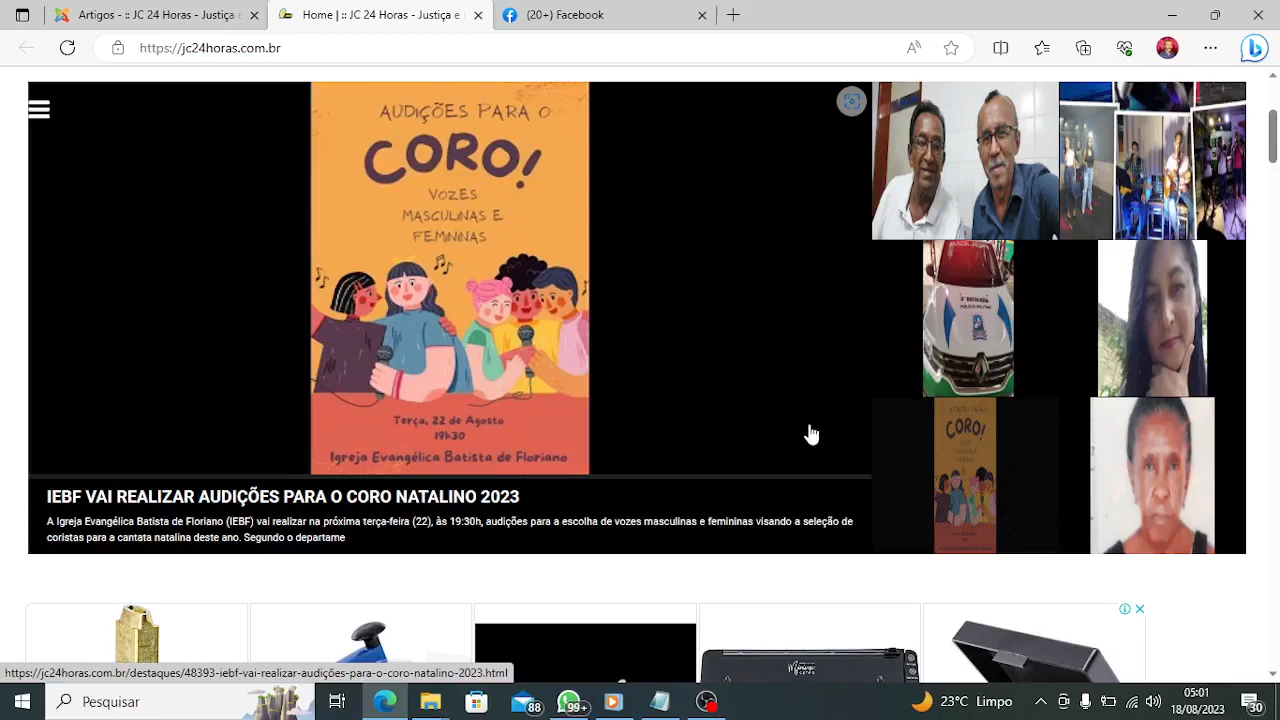 Artigos - :: JC 24 Horas - Justiça e
Home | JC 24 Horas - Justiça e
(20+) Facebook
https://jc24horas.com.br
AUDIÇÕES PARA O
CORO!
VOZES
MASCULINAS E
FEMININAS
Terça, 22 de Agosto
19h30
Igreja Evangélica Batista de Floriano
3º BATALHÃO
POLÍCIA MILITAR
CORO!
IEBF VAI REALIZAR AUDIÇÕES PARA O CORO NATALINO 2023
A Igreja Evangélica Batista de Floriano (IEBF) vai realizar na próxima terça-feira (22), às 19:30h, audições para a escolha de vozes masculinas e femininas visando a seleção de
coristas para a cantata natalina deste ano. Segundo o departame
https://jc24horas.com.br/destaques/48393-iebf-vai-realizar-audições-para-o-coro-natalino-2023.html
Pesquisar
88
99+
23°C Limpo
05:01
18/08/2023
30